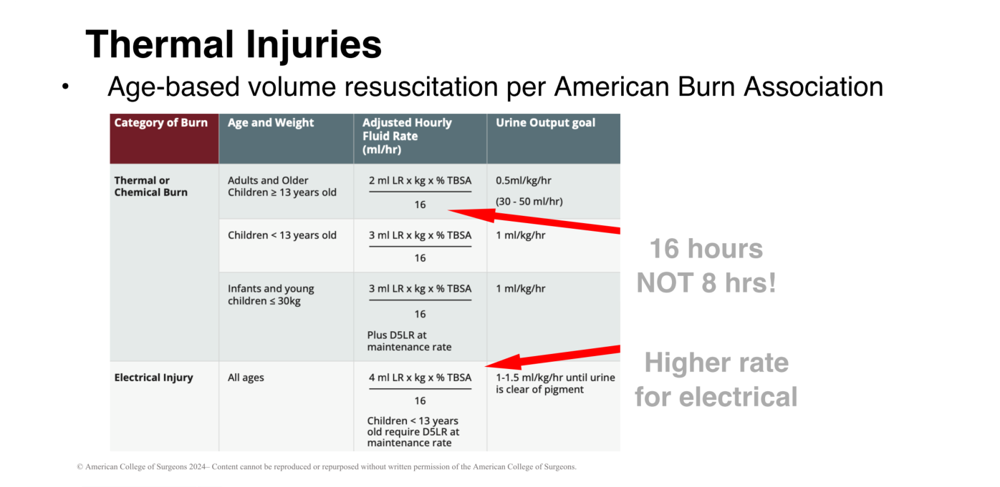 Thermal Injuries
• Age-based volume resuscitation per American Burn Association
Category of Burn
Age and Weight
Adjusted Hourly
Fluid Rate
(ml/hr)
Urine Output goal
Thermal or
Chemical Burn
Adults and Older
Children ≥ 13 years old
2 ml LR x kg x % TBSA
16
0.5ml/kg/hr
(30 - 50 ml/hr)
Children < 13 years old
3 ml LR x kg x % TBSA
16
1 ml/kg/hr
Infants and young
children ≤ 30kg
3 ml LR x kg x % TBSA
16
Plus D5LR at
maintenance rate
1 ml/kg/hr
Electrical Injury
All ages
4 ml LR x kg x % TBSA
16
Children < 13 years
old require D5LR at
maintenance rate
1-1.5 ml/kg/hr until urine
is clear of pigment
16 hours
NOT 8 hrs!
Higher rate
for electrical
© American College of Surgeons 2024– Content cannot be reproduced or repurposed without written permission of the American College of Surgeons.